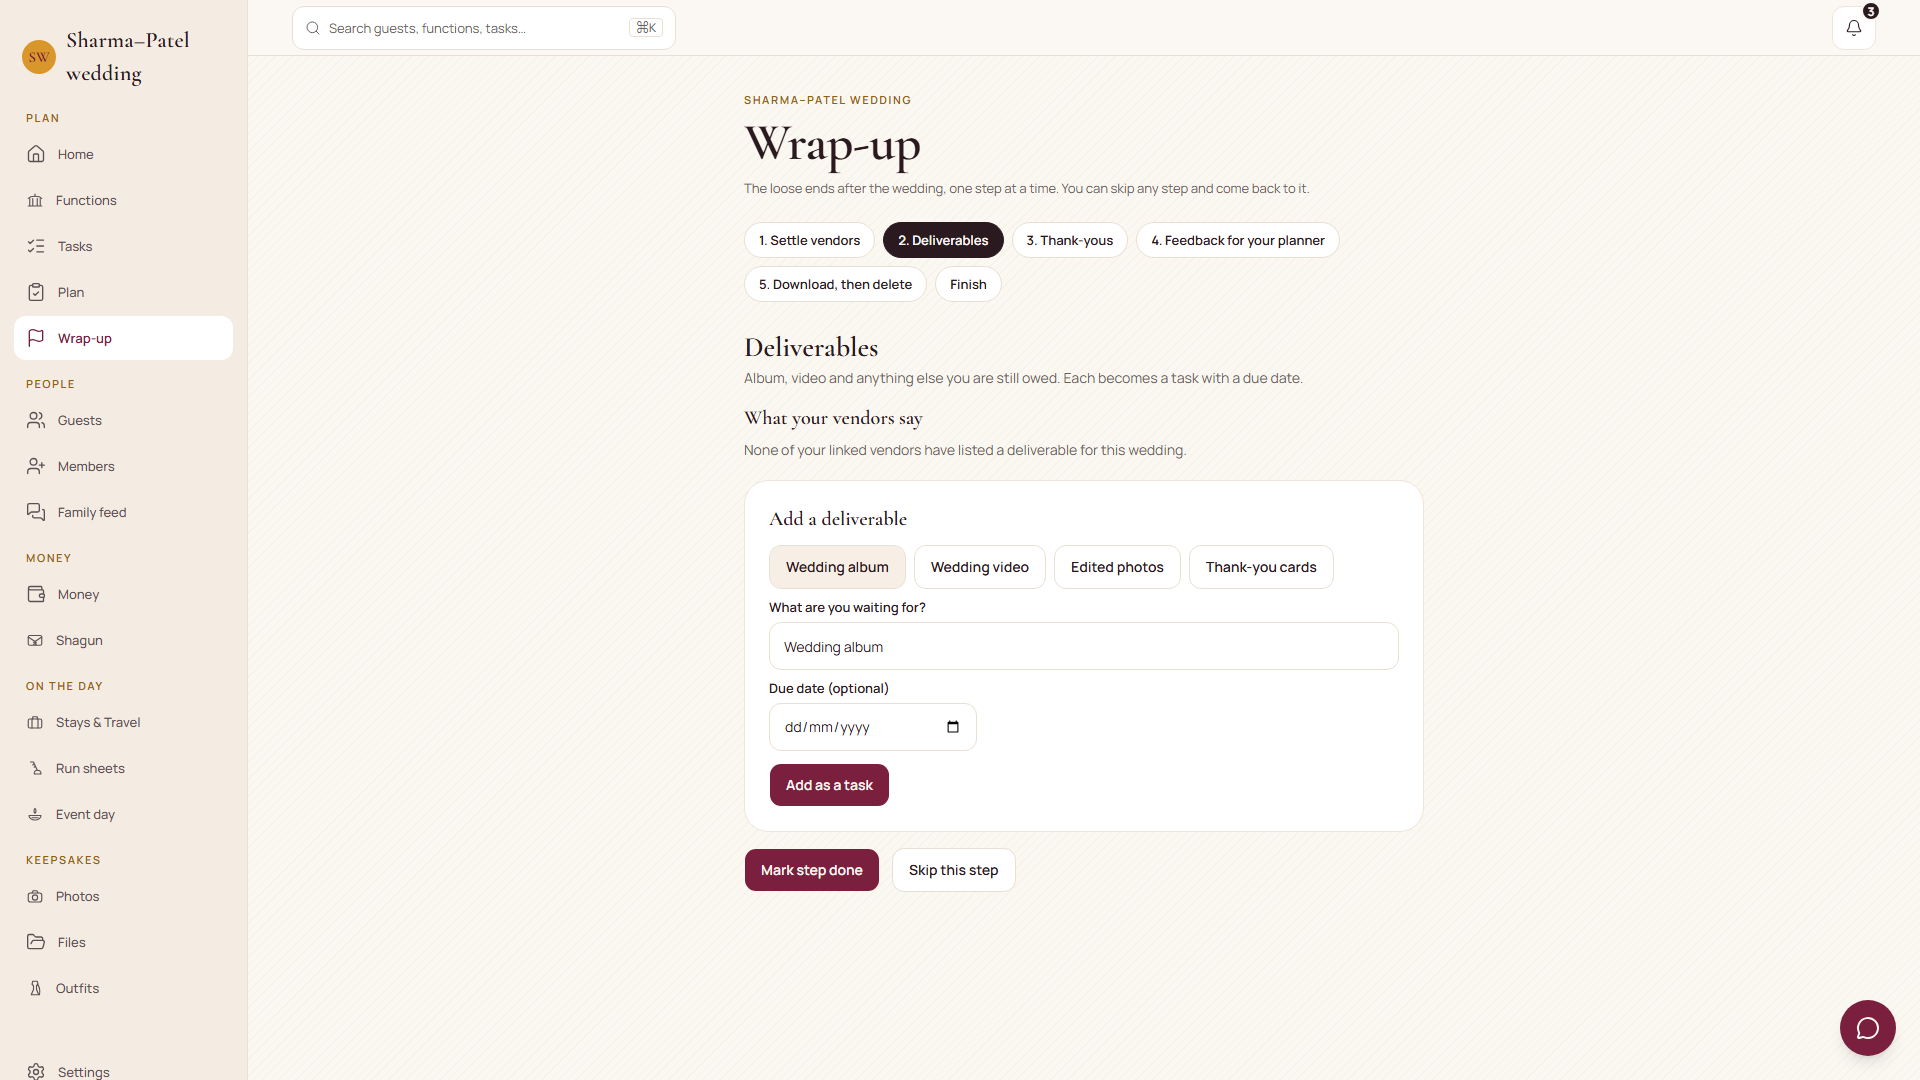 SW
Sharma–Patel
wedding
PLAN
Home
Functions
Tasks
Plan
Wrap-up
PEOPLE
Guests
Members
Family feed
MONEY
Money
Shagun
ON THE DAY
Stays & Travel
Run sheets
Event day
KEEPSAKES
Photos
Files
Outfits
Settings
Search guests, functions, tasks...
⌘K
3
SHARMA–PATEL WEDDING
Wrap-up
The loose ends after the wedding, one step at a time. You can skip any step and come back to it.
1. Settle vendors
2. Deliverables
3. Thank-yous
4. Feedback for your planner
5. Download, then delete
Finish
Deliverables
Album, video and anything else you are still owed. Each becomes a task with a due date.
What your vendors say
None of your linked vendors have listed a deliverable for this wedding.
Add a deliverable
Wedding album
Wedding video
Edited photos
Thank-you cards
What are you waiting for?
Wedding album
Due date (optional)
dd/mm/yyyy
Add as a task
Mark step done
Skip this step